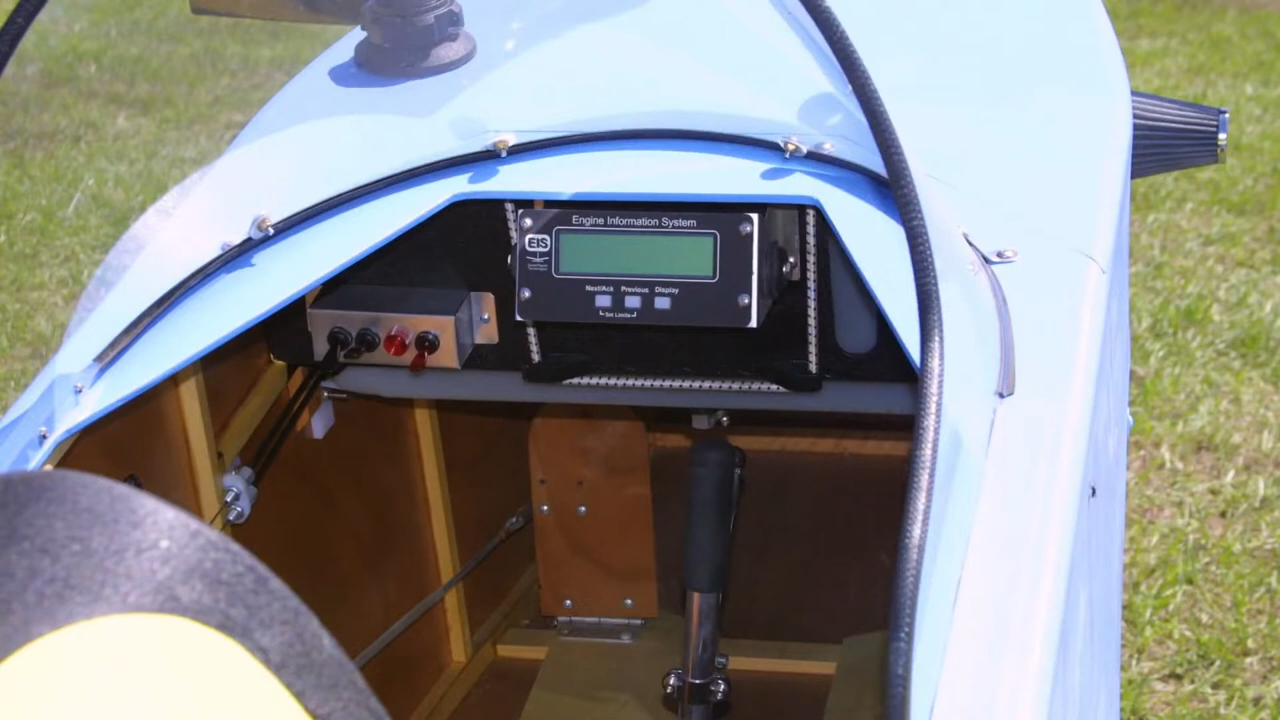 Engine Information System
EIS
Next/Ack Previous Display
Set Limits